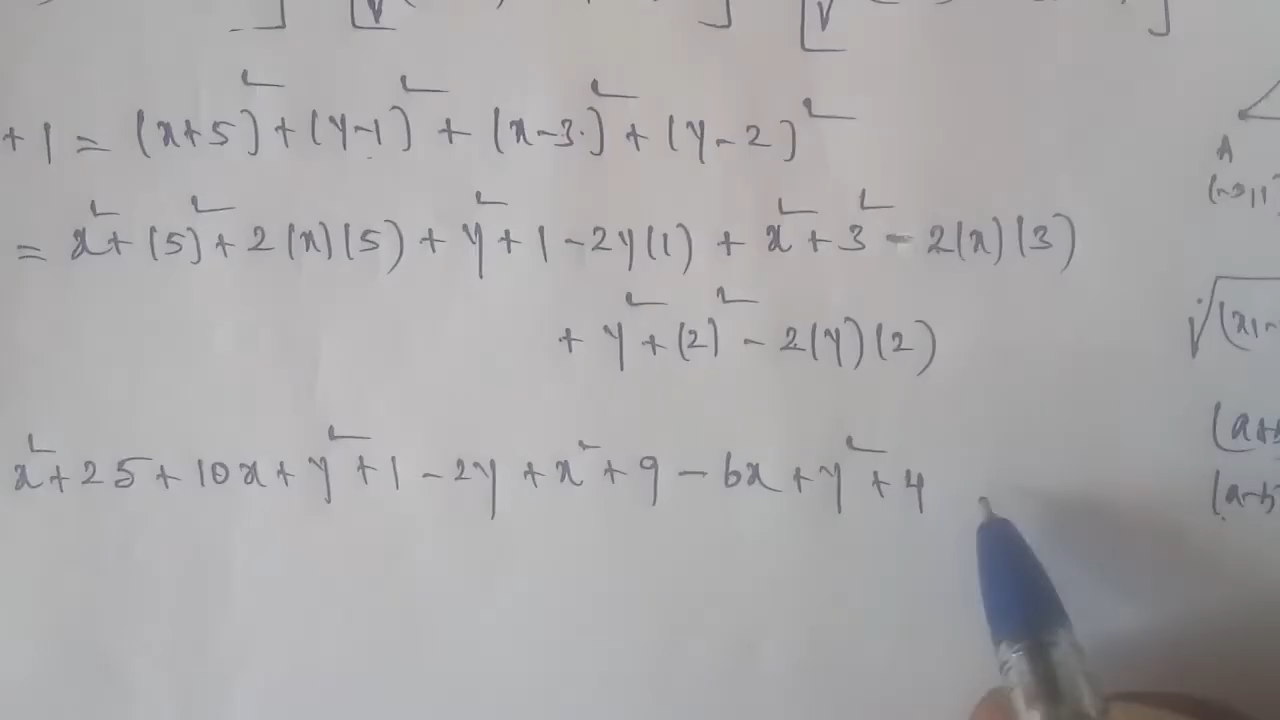 + 1 = (x+5)² + (y-1)² + (x-3)² + (y-2)²
= x² + (5)² + 2(x)(5) + y² + 1 - 2y(1) + x² + 3² - 2(x)(3)
+ y² + (2)² - 2(y)(2)
x² + 25 + 10x + y² + 1 - 2y + x² + 9 - 6x + y² + 4
A